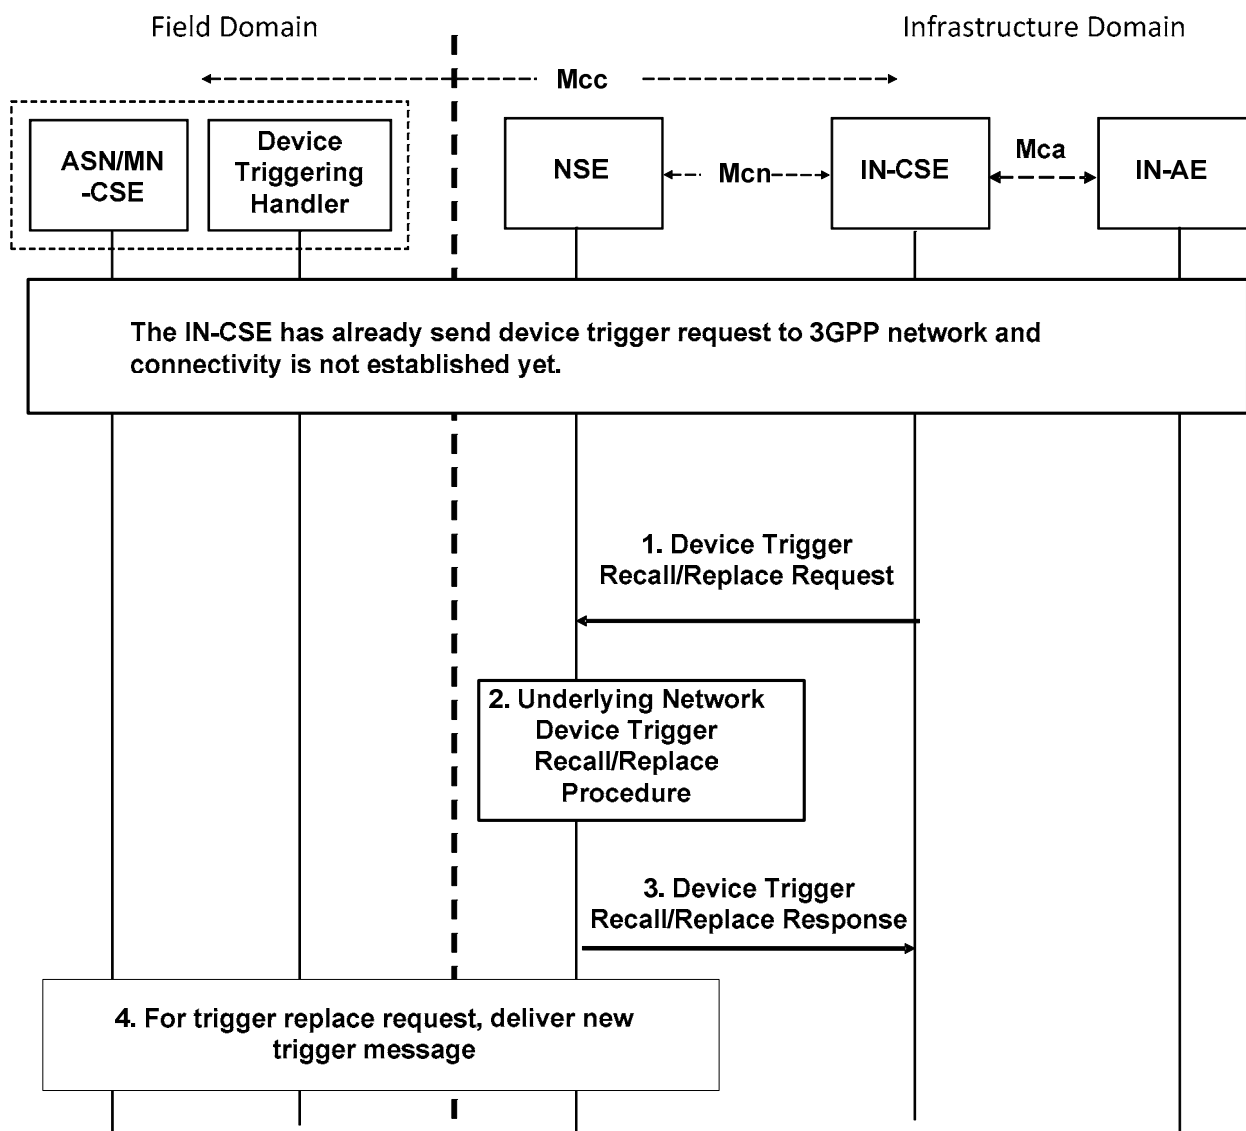 Field Domain
Infrastructure Domain
Mcc
ASN/MN
-CSE
Device
Triggering
Handler
NSE
Mcn
IN-CSE
Mca
IN-AE
The IN-CSE has already send device trigger request to 3GPP network and
connectivity is not established yet.
1. Device Trigger
Recall/Replace Request
2. Underlying Network
Device Trigger
Recall/Replace
Procedure
3. Device Trigger
Recall/Replace Response
4. For trigger replace request, deliver new
trigger message